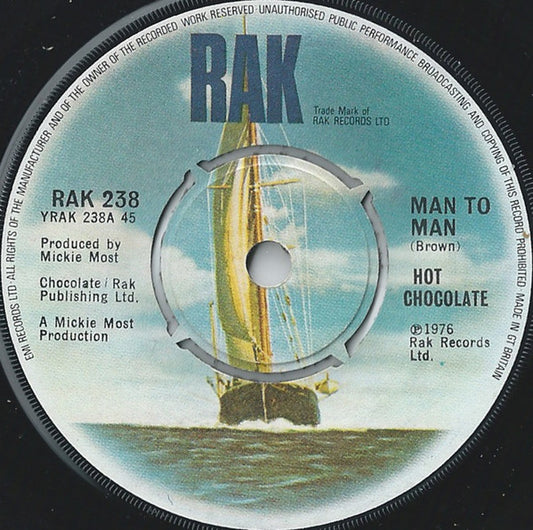 EMI RECORDS LTD·ALL RIGHTS OF THE MANUFACTURER AND OF THE OWNER OF THE RECORDED WORK RESERVED·UNAUTHORISED PUBLIC PERFORMANCE BROADCASTING AND COPYING OF THIS RECORD PROHIBITED·MADE IN GT BRITAIN
RAK
Trade Mark of
RAK RECORDS LTD
RAK 238
YRAK 238A 45
Produced by
Mickie Most
Chocolate / Rak
Publishing Ltd.
A Mickie Most
Production
MAN TO
MAN
(Brown)
HOT
CHOCOLATE
℗1976
Rak Records
Ltd.